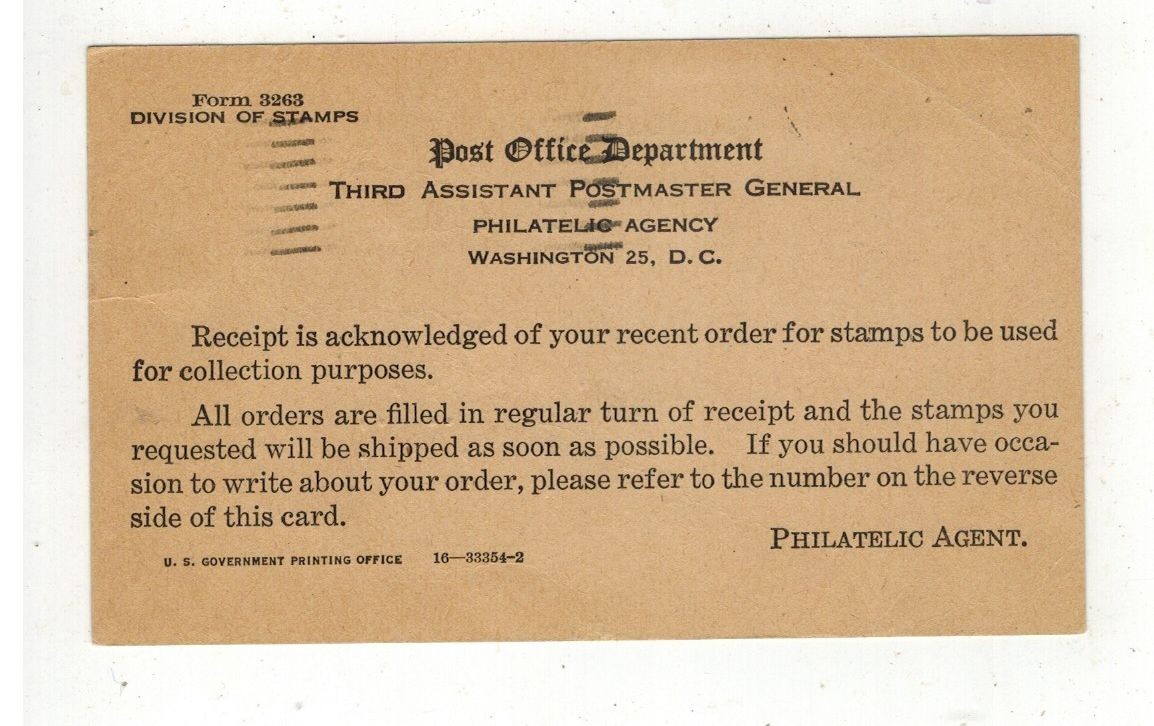 Form 3263
DIVISION OF STAMPS
Post Office Department
THIRD ASSISTANT POSTMASTER GENERAL
PHILATELIC AGENCY
WASHINGTON 25, D. C.
Receipt is acknowledged of your recent order for stamps to be used
for collection purposes.
All orders are filled in regular turn of receipt and the stamps you
requested will be shipped as soon as possible. If you should have occa-
sion to write about your order, please refer to the number on the reverse
side of this card.
PHILATELIC AGENT.
U. S. GOVERNMENT PRINTING OFFICE 16—33354-2